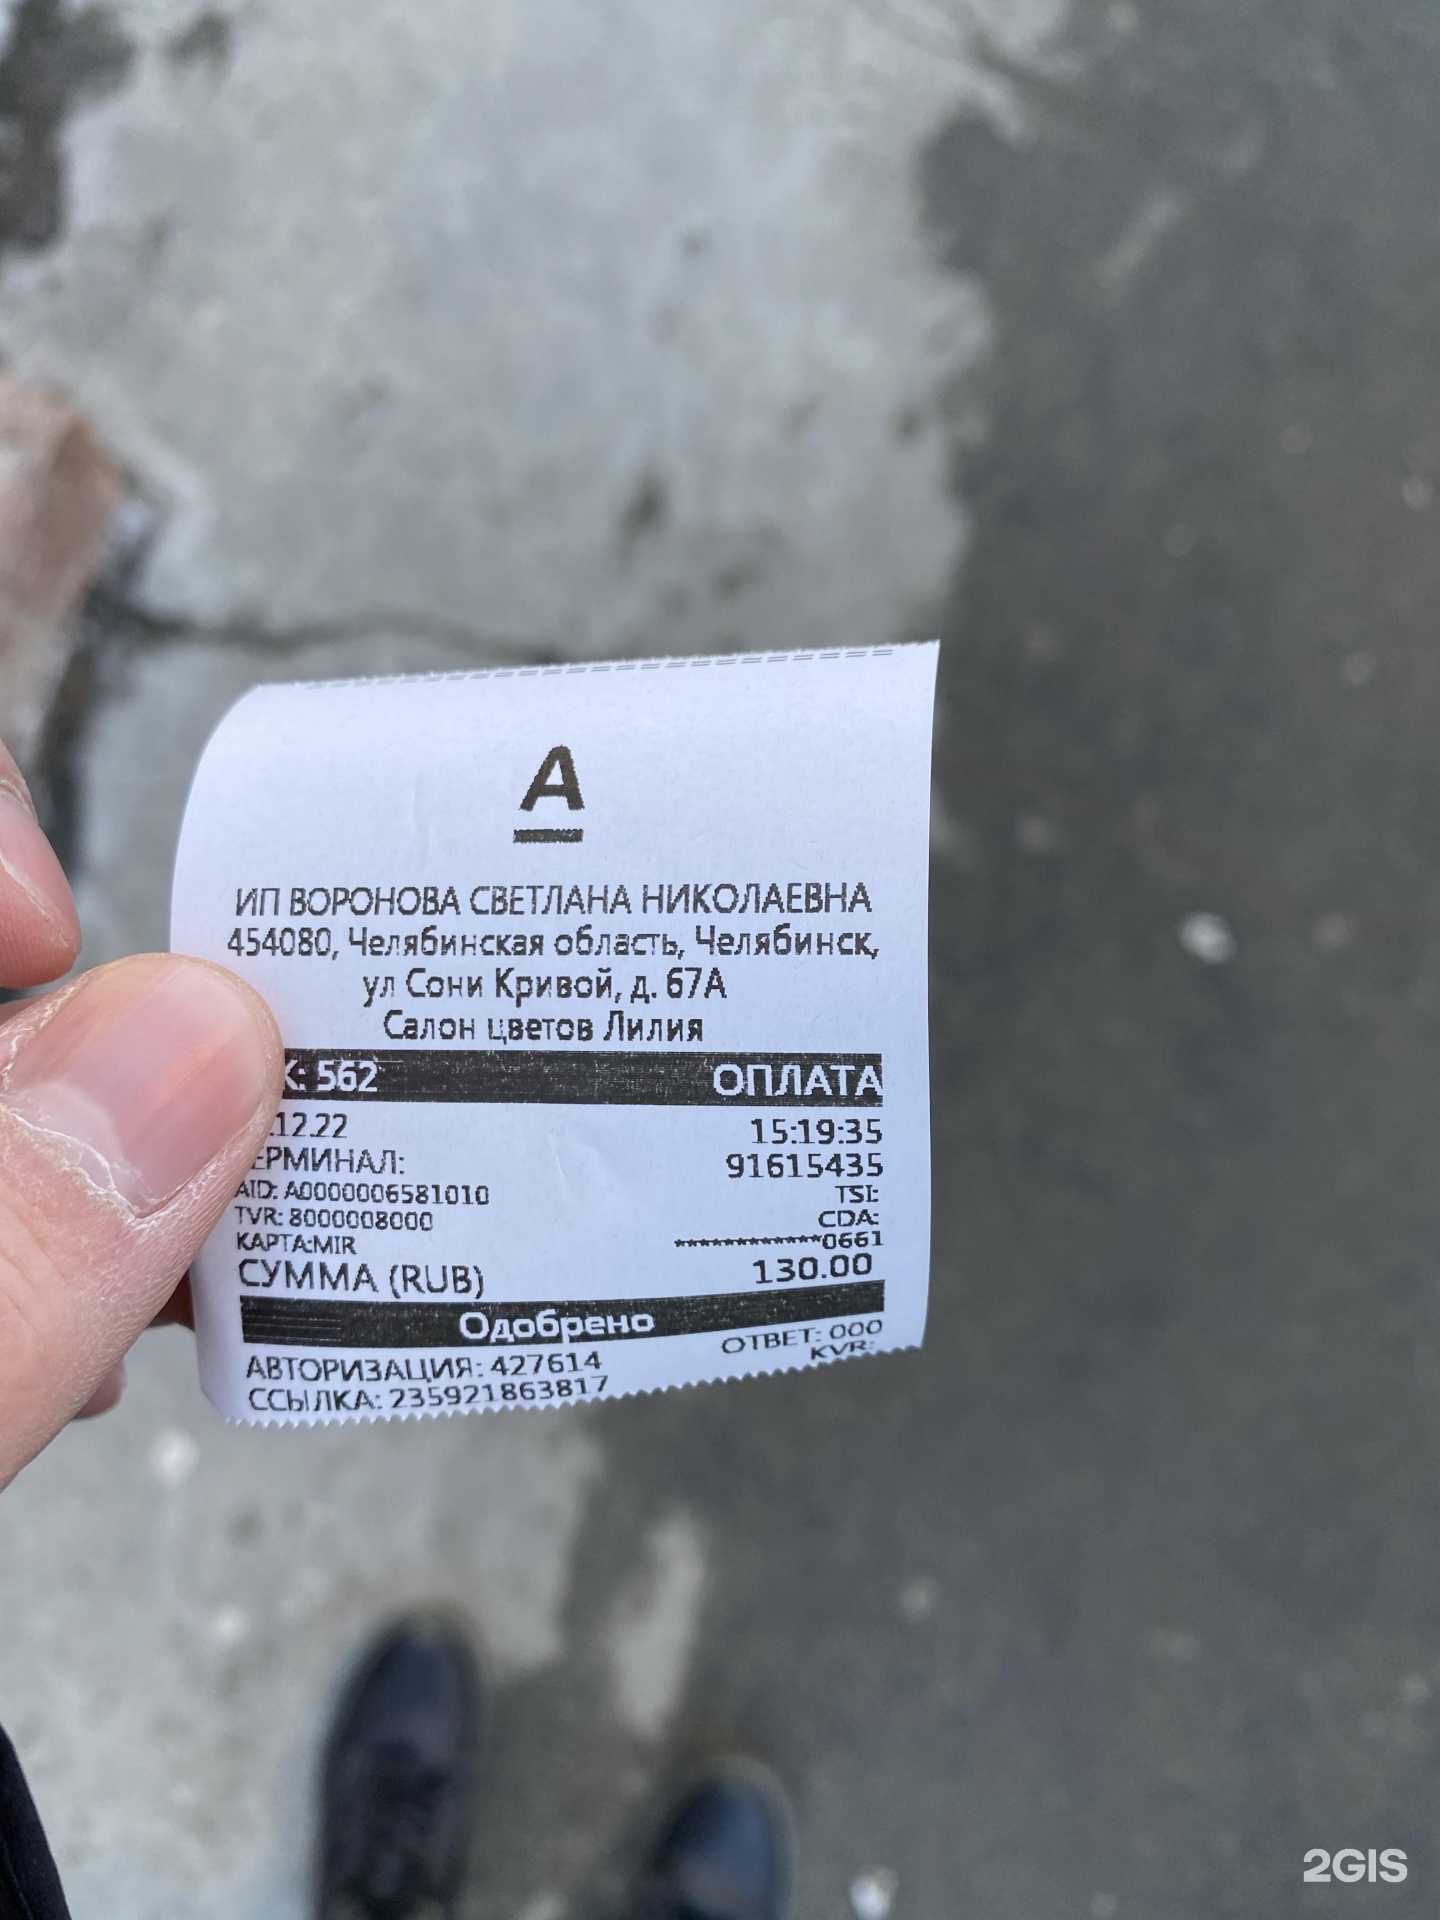 А
ИП ВОРОНОВА СВЕТЛАНА НИКОЛАЕВНА
454080, Челябинская область, Челябинск,
ул Сони Кривой, д. 67А
Салон цветов Лилия
К: 562 ОПЛАТА
.12.22 15:19:35
ЕРМИНАЛ: 91615435
AID: A0000006581010 TSI:
TVR: 8000008000 CDA:
КАРТА:MIR ************0661
СУММА (RUB) 130.00
Одобрено
АВТОРИЗАЦИЯ: 427614 ОТВЕТ: 000
ССЫЛКА: 235921863817 KVR:
2GIS